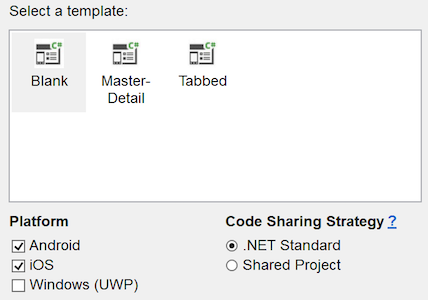 Select a template:
C# C# C#
Blank Master- Tabbed
Detail
Platform Code Sharing Strategy ?
Android .NET Standard
iOS Shared Project
Windows (UWP)